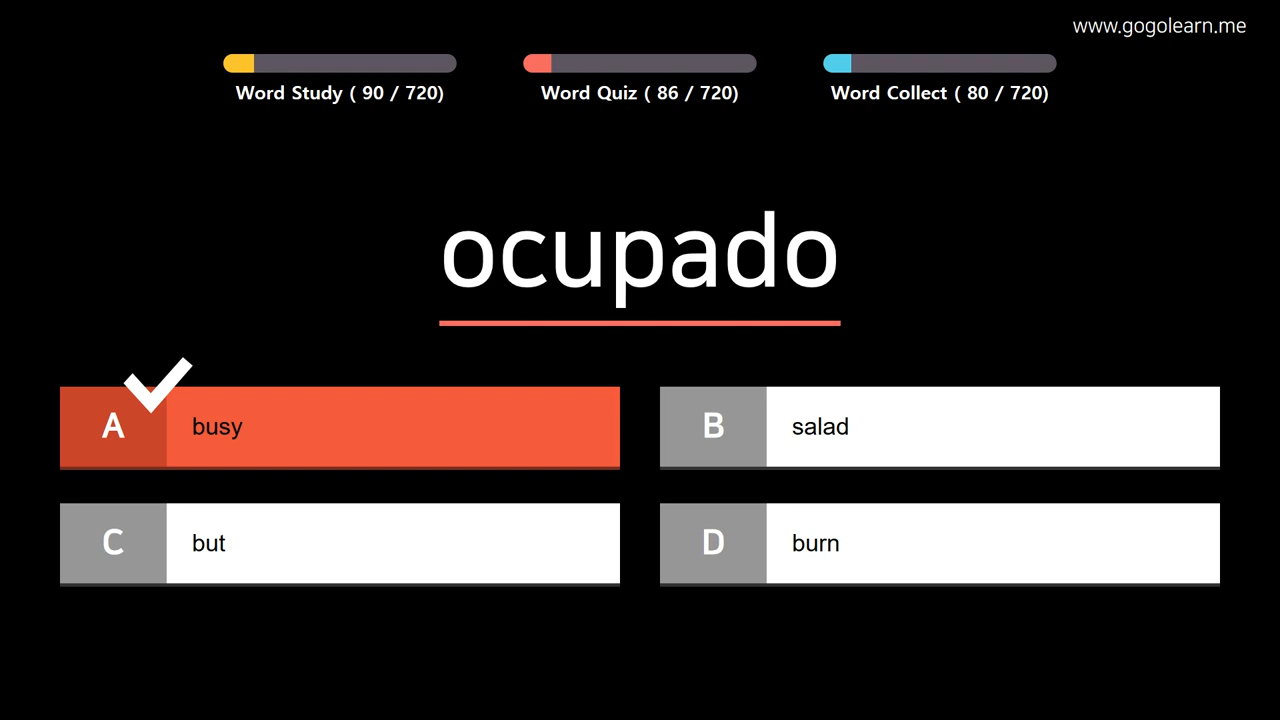 www.gogolearn.me
Word Study ( 90 / 720)
Word Quiz ( 86 / 720)
Word Collect ( 80 / 720)
ocupado
A busy
B salad
C but
D burn